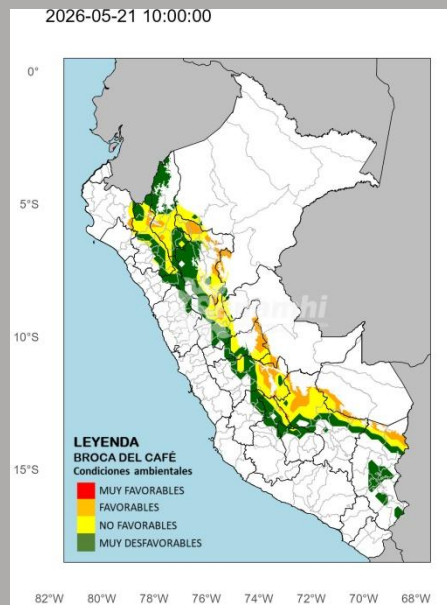 2026-05-21 10:00:00
0°
5°S
10°S
15°S
senamhi
LEYENDA
BROCA DEL CAFÉ
Condiciones ambientales
MUY FAVORABLES
FAVORABLES
NO FAVORABLES
MUY DESFAVORABLES
82°W 80°W 78°W 76°W 74°W 72°W 70°W 68°W